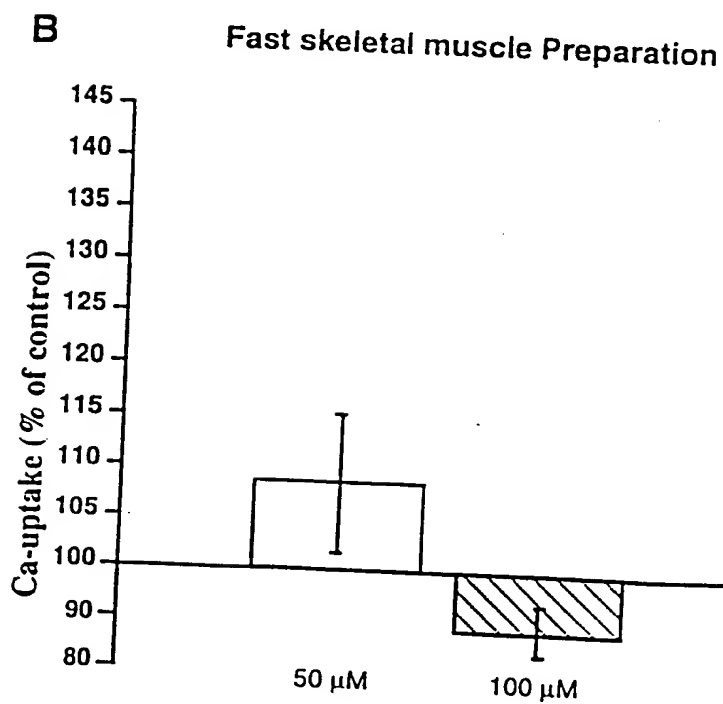 B
Fast skeletal muscle Preparation
145
140
135
130
125
120
115
110
105
100
90
80
Ca-uptake (% of control)
50 μM
100 μM